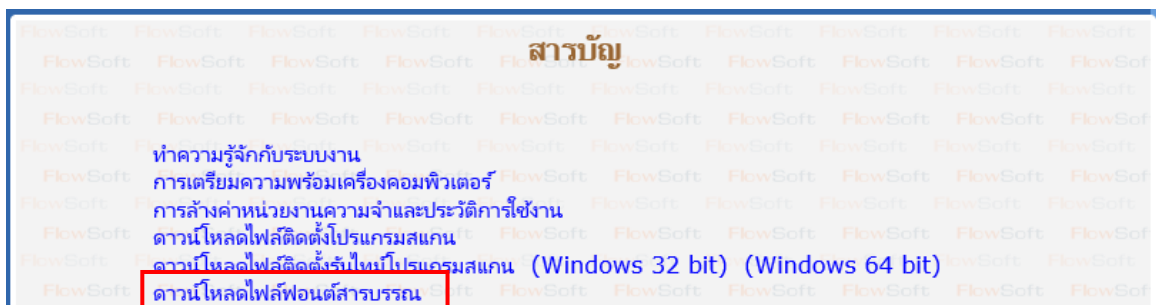 สารบัญ
ทำความรู้จักกับระบบงาน
การเตรียมความพร้อมเครื่องคอมพิวเตอร์
การล้างค่าหน่วยงานความจำและประวัติการใช้งาน
ดาวน์โหลดไฟล์ติดตั้งโปรแกรมสแกน
ดาวน์โหลดไฟล์ติดตั้งรันไทม์โปรแกรมสแกน (Windows 32 bit) (Windows 64 bit)
ดาวน์โหลดไฟล์ฟอนต์สารบรรณ